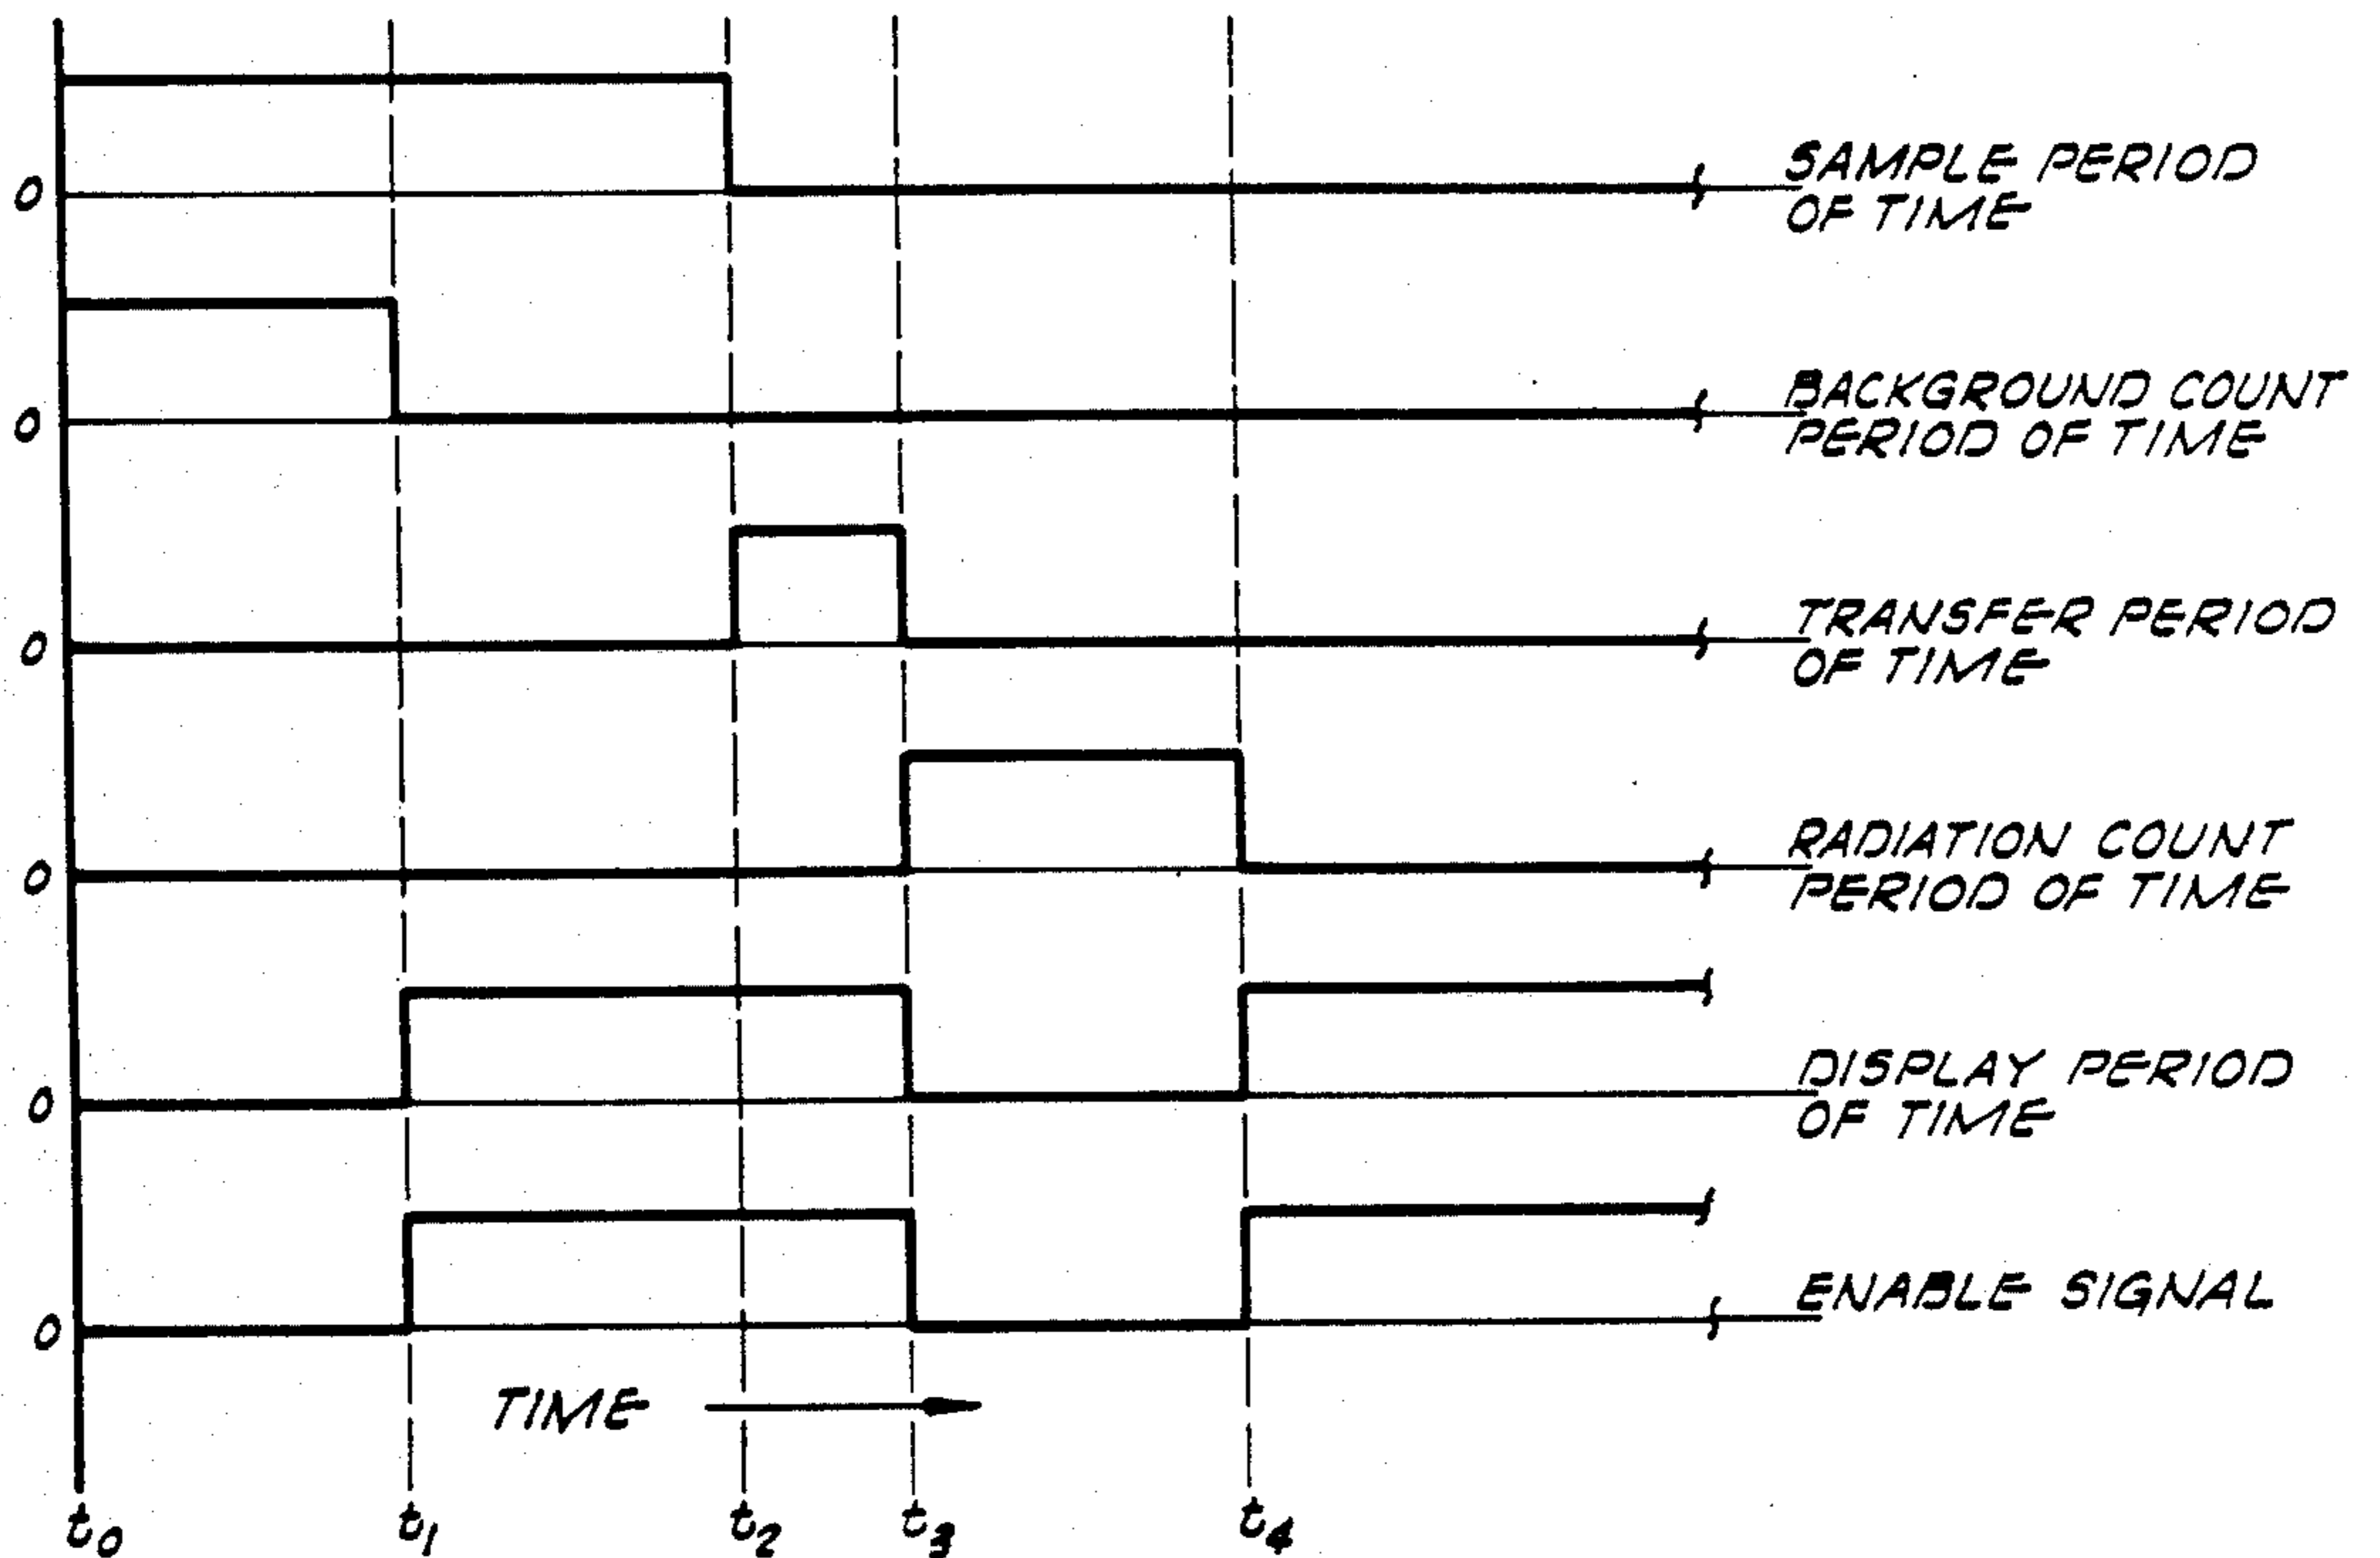 0
SAMPLE PERIOD
OF TIME
0
BACKGROUND COUNT
PERIOD OF TIME
0
TRANSFER PERIOD
OF TIME
0
RADIATION COUNT
PERIOD OF TIME
0
DISPLAY PERIOD
OF TIME
0
ENABLE SIGNAL
TIME
t0 t1 t2 t3 t4